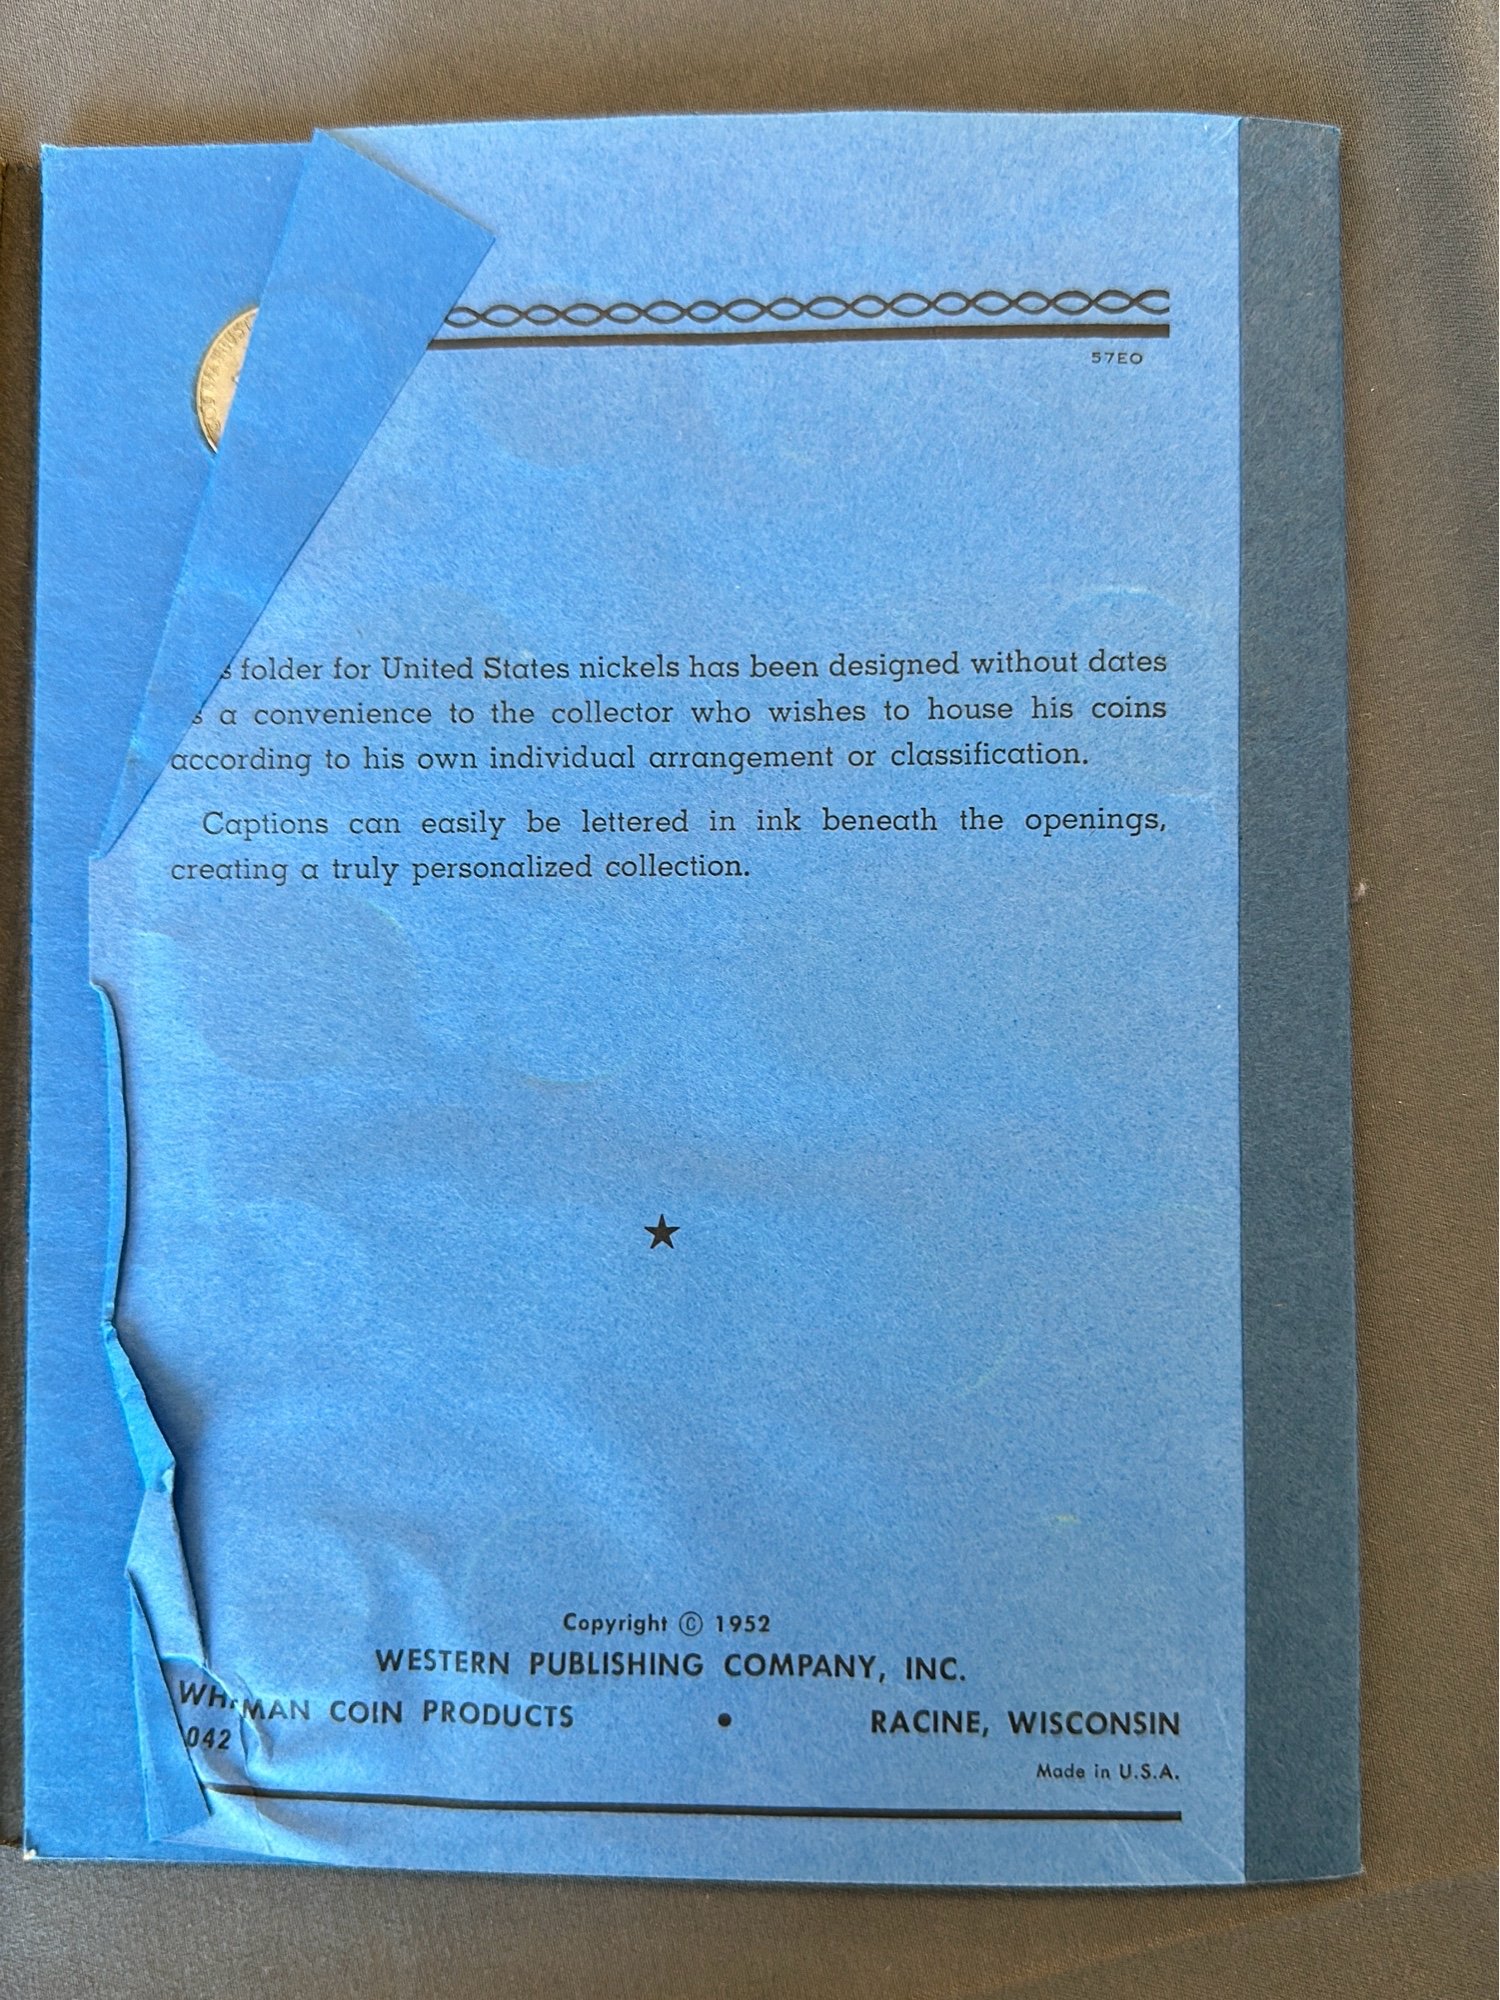 57EO
folder for United States nickels has been designed without dates
a convenience to the collector who wishes to house his coins
according to his own individual arrangement or classification.
Captions can easily be lettered in ink beneath the openings,
creating a truly personalized collection.
★
Copyright © 1952
WESTERN PUBLISHING COMPANY, INC.
WHITMAN COIN PRODUCTS • RACINE, WISCONSIN
042
Made in U.S.A.